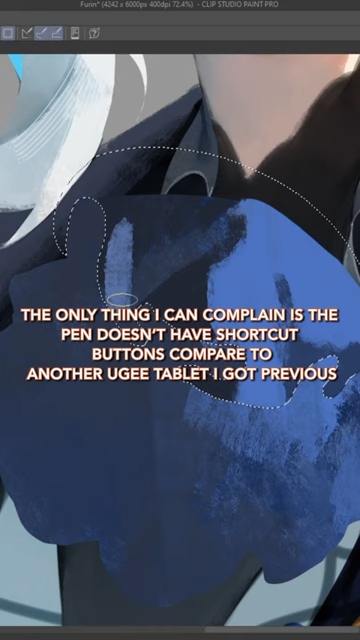 Furin* (4242 x 6000px 400dpi 72.4%) - CLIP STUDIO PAINT PRO
THE ONLY THING I CAN COMPLAIN IS THE
PEN DOESN'T HAVE SHORTCUT
BUTTONS COMPARE TO
ANOTHER UGEE TABLET I GOT PREVIOUS